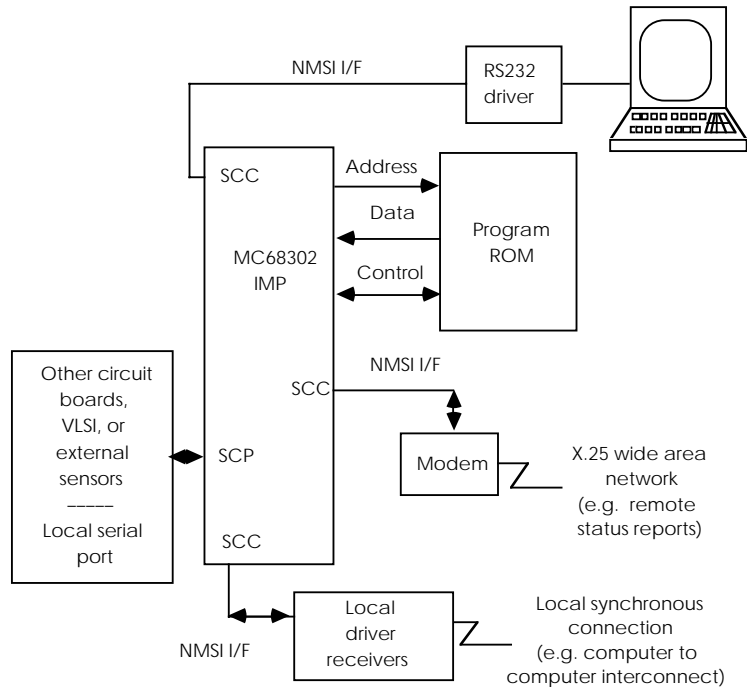 NMSI I/F
RS232
driver
SCC
Address
Data
Program
ROM
MC68302
IMP
Control
NMSI I/F
SCC
Other circuit
boards,
VLSI, or
external
sensors
–––––
Local serial
port
SCP
Modem
X.25 wide area
network
(e.g. remote
status reports)
SCC
NMSI I/F
Local
driver
receivers
Local synchronous
connection
(e.g. computer to
computer interconnect)